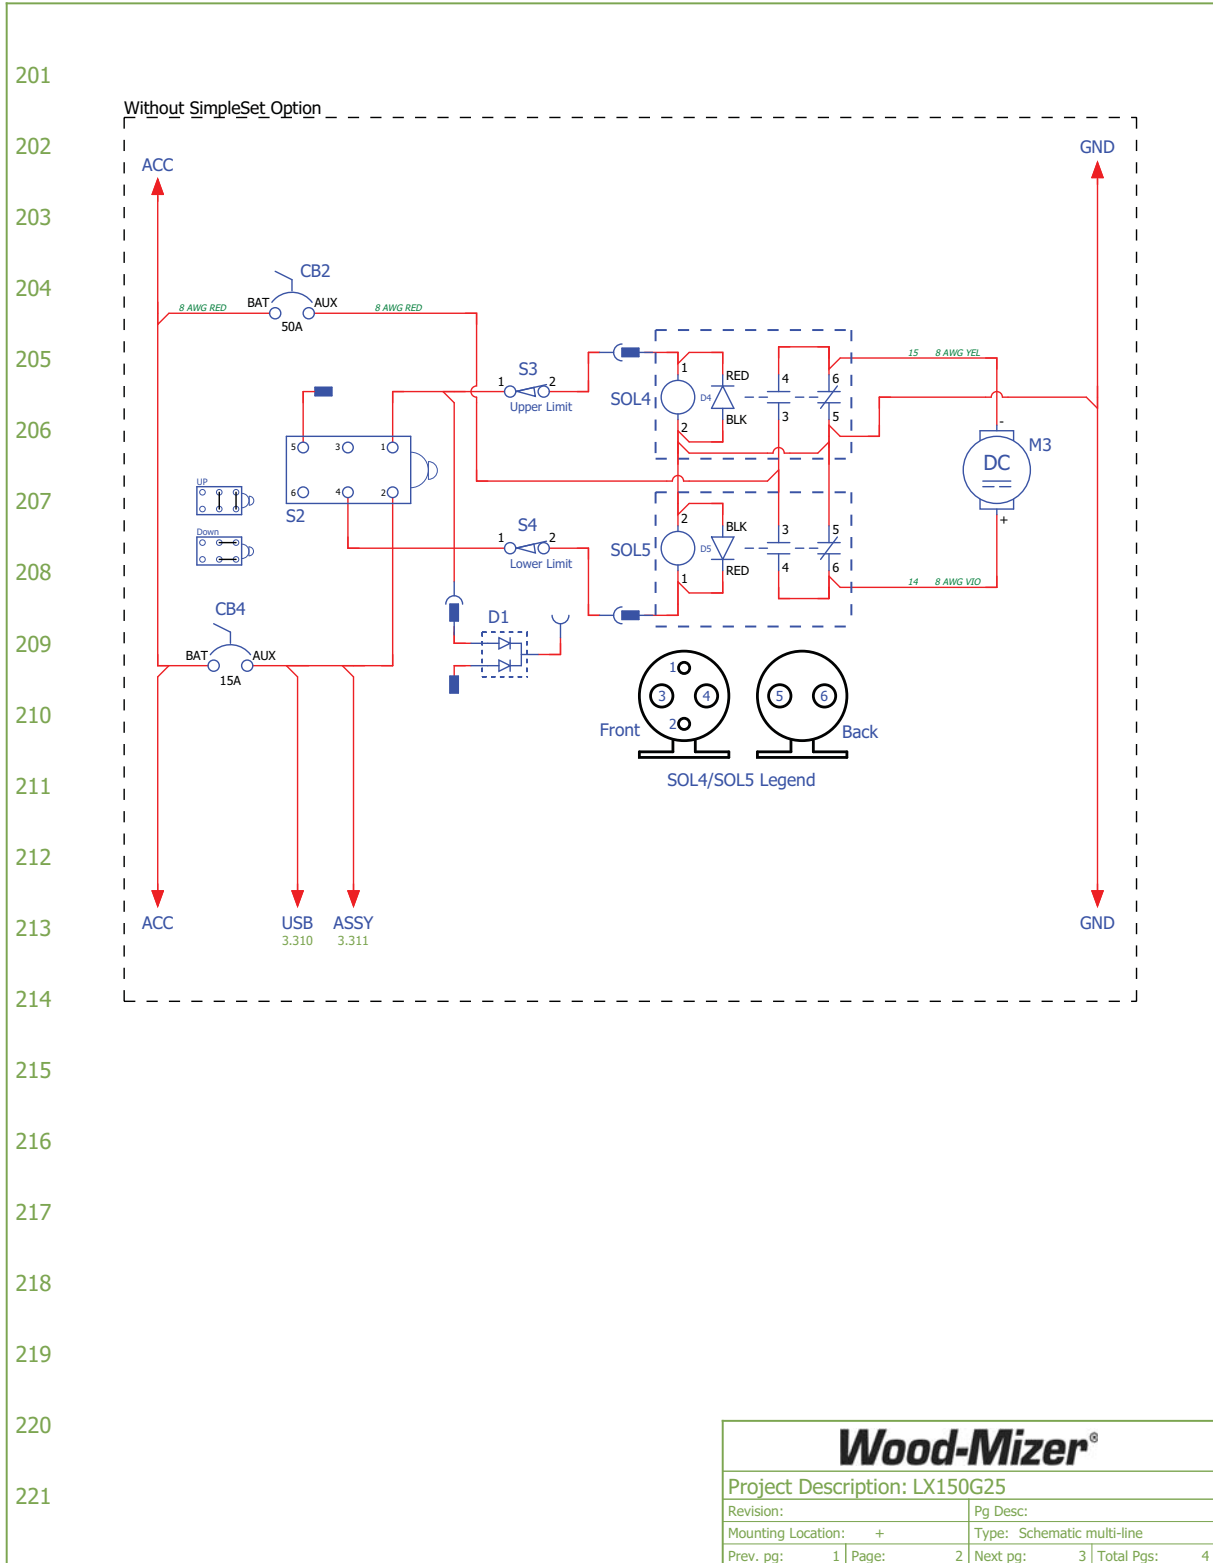 201
Without SimpleSet Option
202
ACC
GND
203
204
CB2
BAT
AUX
50A
8 AWG RED
8 AWG RED
205
S3
1
2
Upper Limit
SOL4
1
2
RED
D4
BLK
4
3
6
5
15 8 AWG YEL
206
5
3
1
6
4
2
S2
-
DC
M3
+
207
UP
Down
S4
1
2
Lower Limit
SOL5
2
1
BLK
D5
RED
3
4
5
6
208
14 8 AWG VIO
CB4
D1
209
BAT
AUX
15A
1
3
4
2
5
6
210
Front
Back
SOL4/SOL5 Legend
211
212
213
ACC
USB
3.310
ASSY
3.311
GND
214
215
216
217
218
219
220
221
Wood-Mizer®
Project Description: LX150G25
Revision:
Pg Desc:
Mounting Location: +
Type: Schematic multi-line
Prev. pg: 1
Page: 2
Next pg: 3
Total Pgs: 4